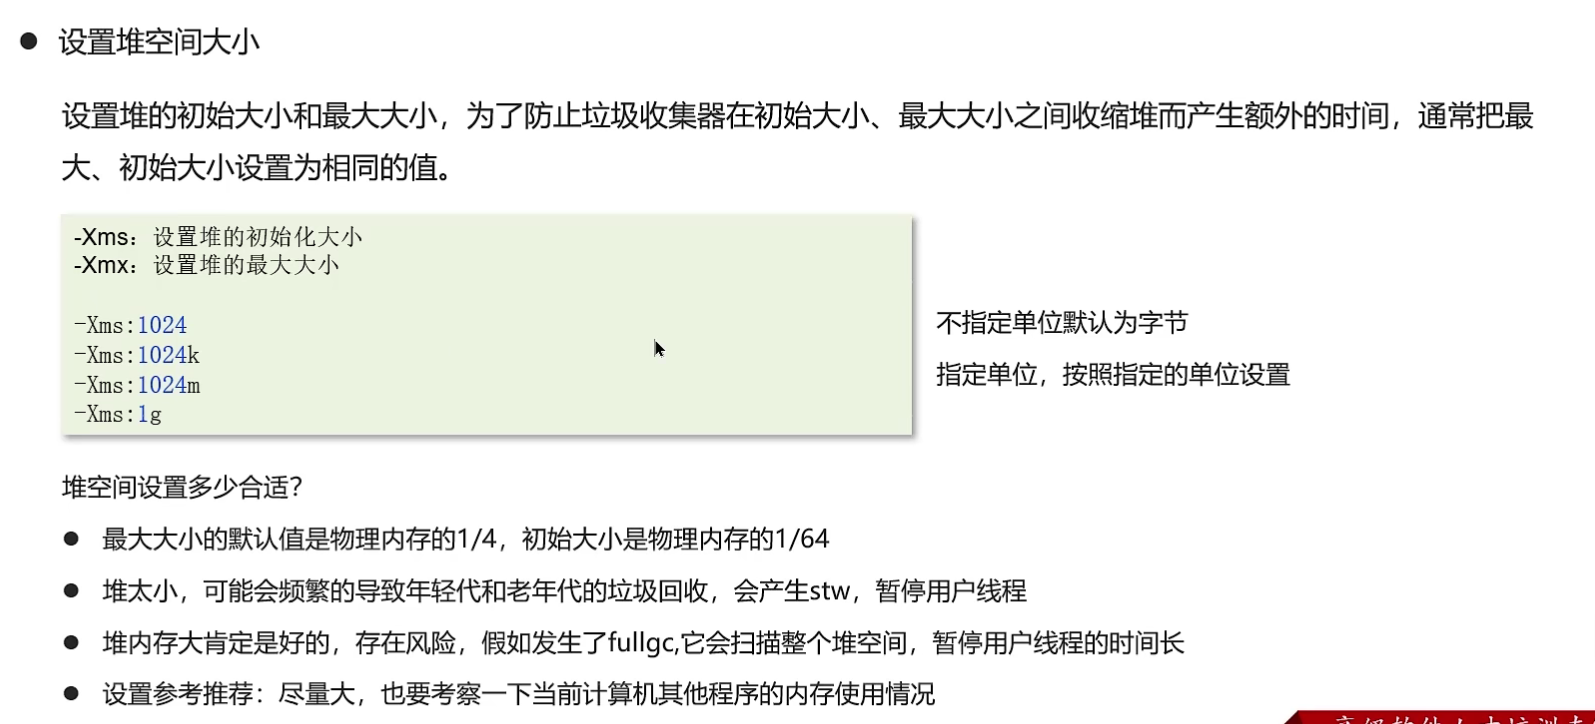 设置堆空间大小
设置堆的初始大小和最大大小，为了防止垃圾收集器在初始大小、最大大小之间收缩堆而产生额外的时间，通常把最
大、初始大小设置为相同的值。
-Xms：设置堆的初始化大小
-Xmx：设置堆的最大大小
-Xms:1024
不指定单位默认为字节
-Xms:1024k
指定单位，按照指定的单位设置
-Xms:1024m
-Xms:1g
堆空间设置多少合适？
最大大小的默认值是物理内存的1/4，初始大小是物理内存的1/64
堆太小，可能会频繁的导致年轻代和老年代的垃圾回收，会产生stw，暂停用户线程
堆内存大肯定是好的，存在风险，假如发生了fullgc,它会扫描整个堆空间，暂停用户线程的时间长
设置参考推荐：尽量大，也要考察一下当前计算机其他程序的内存使用情况